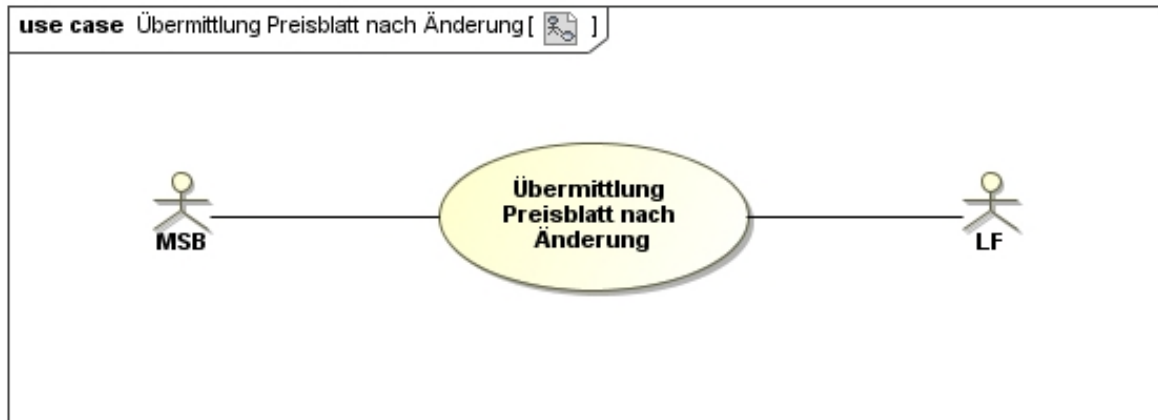 use case Übermittlung Preisblatt nach Änderung[ ]
Übermittlung
Preisblatt nach
Änderung
MSB
LF